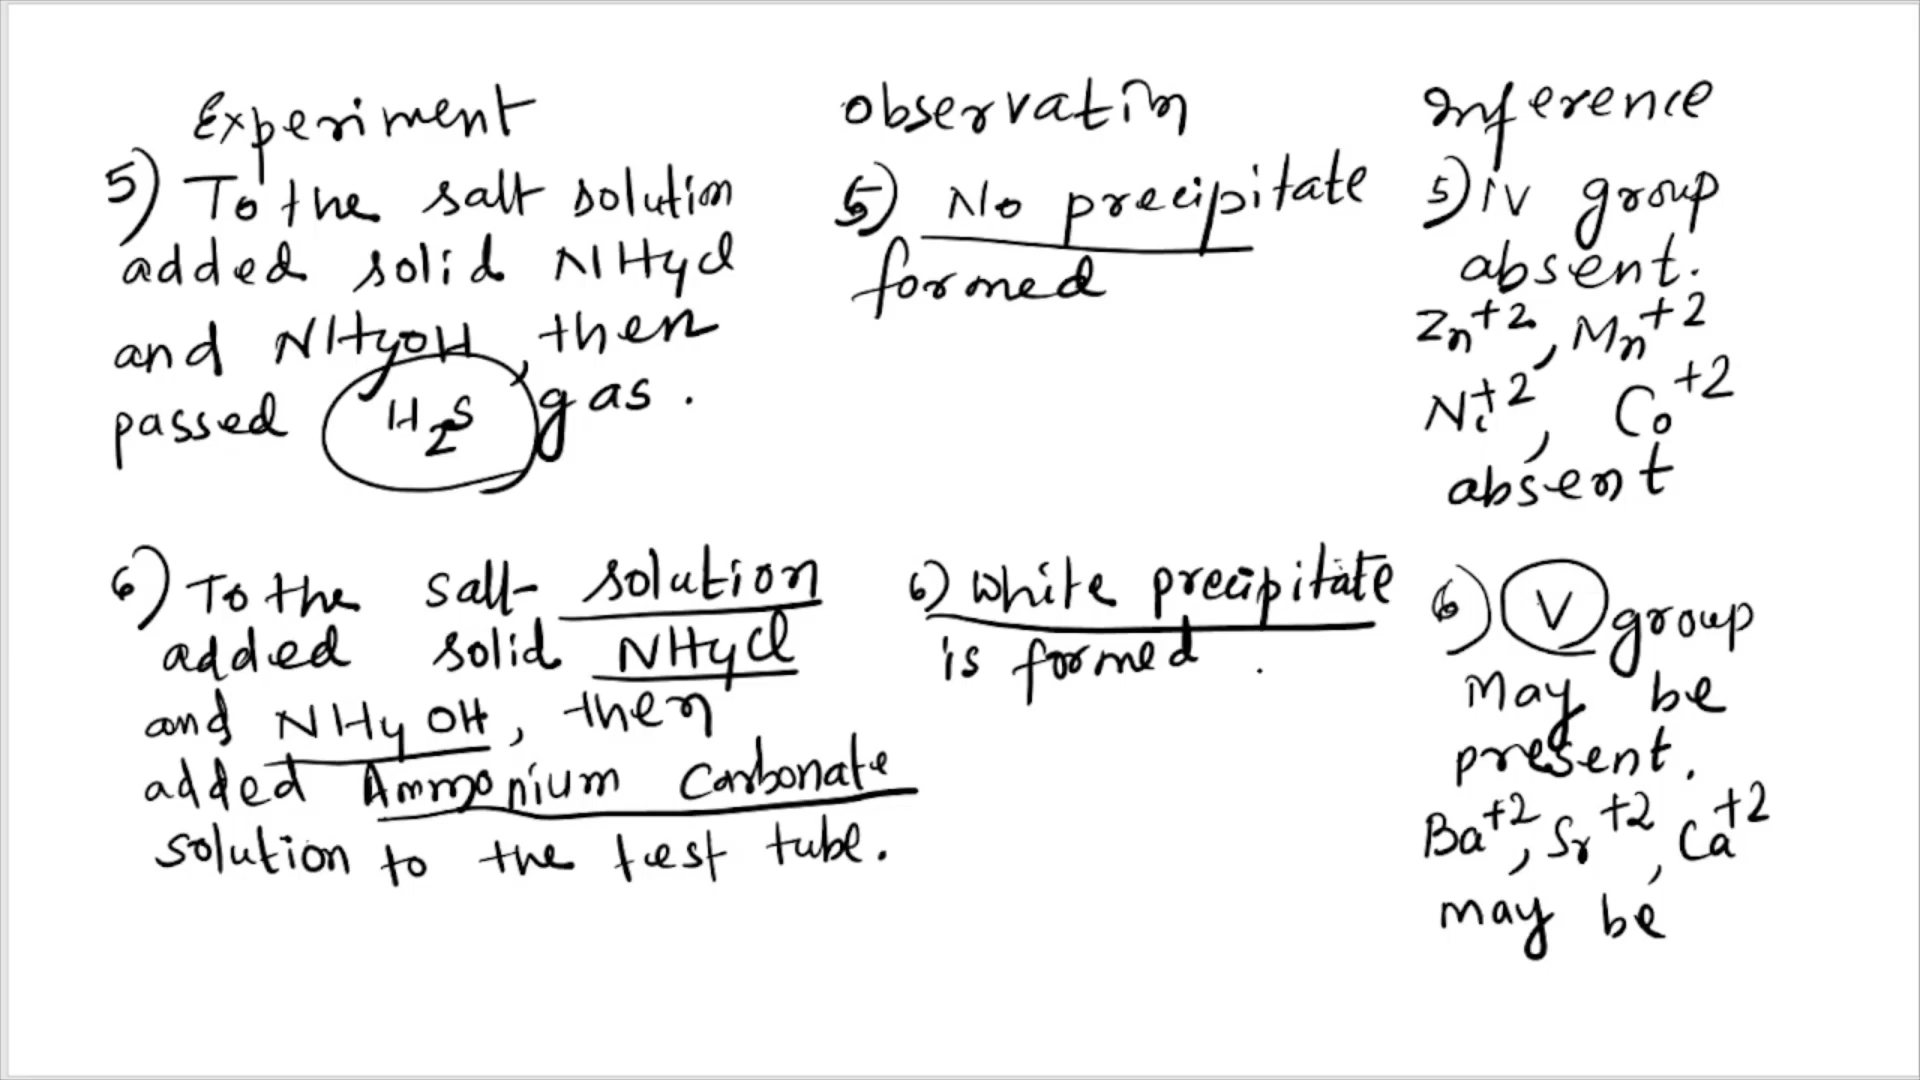 Experiment
observation
Inference
5) To the salt solution
added solid NH4Cl
and NH4OH, then
passed H2S gas.
5) No precipitate
formed
5) IV group
absent.
Zn+2, Mn+2
Ni+2, Co+2
absent
6) To the salt solution
added solid NH4Cl
and NH4OH, then
added Ammonium Carbonate
solution to the test tube.
6) White precipitate
is formed.
6) V group
May be
present.
Ba+2, Sr+2, Ca+2
may be